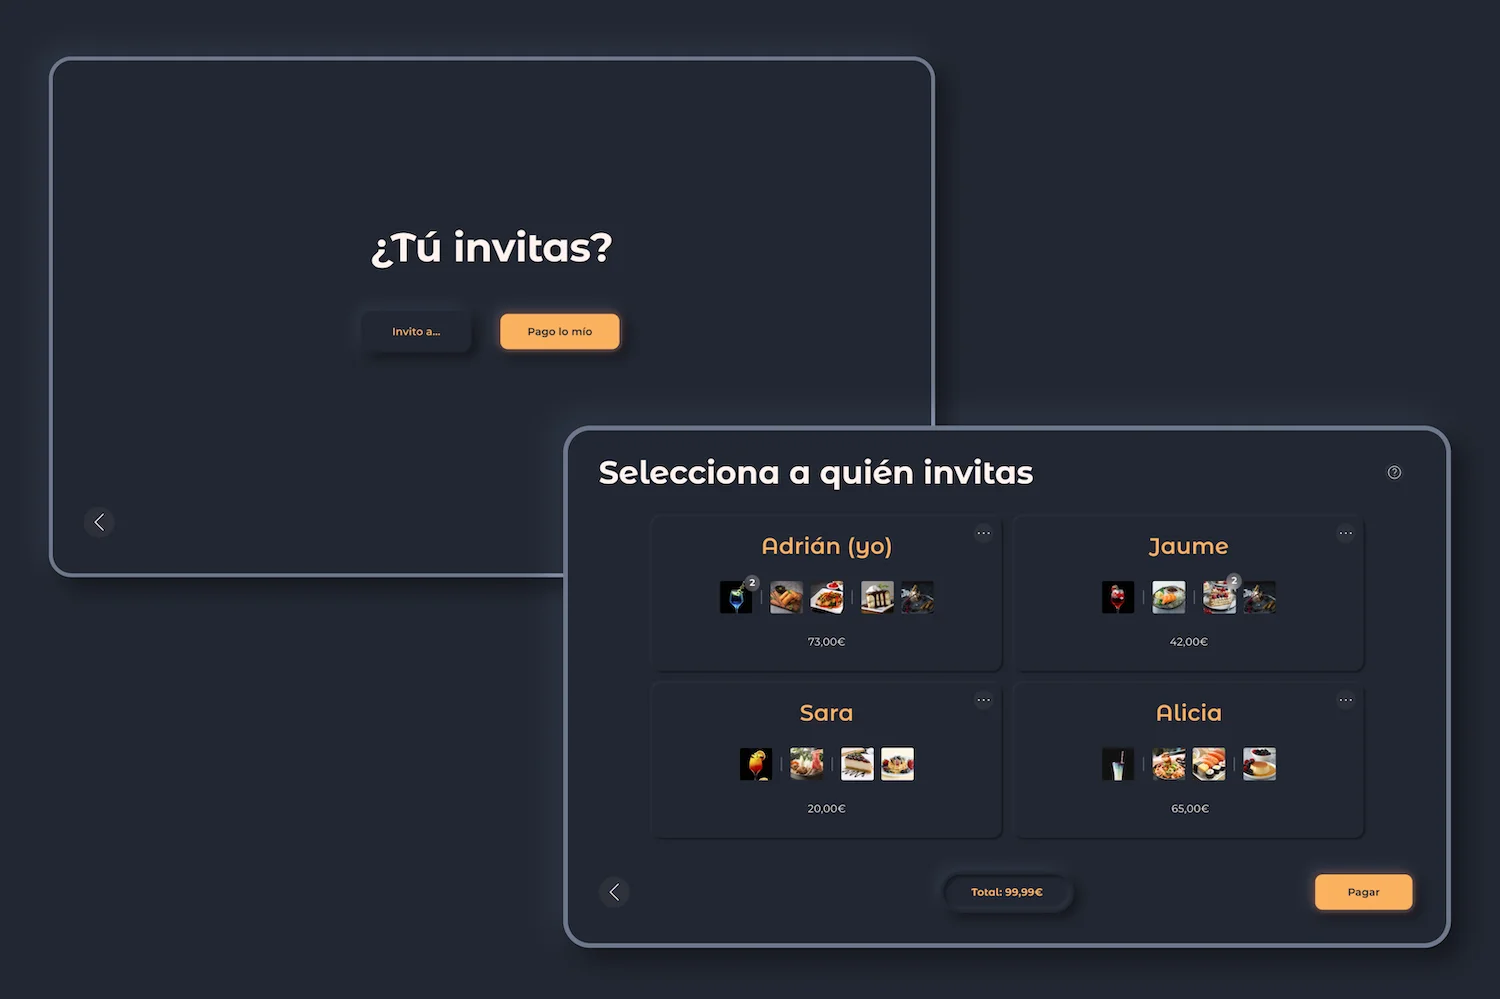 ¿Tú invitas?
Invito a...
Pago lo mío
Selecciona a quién invitas
?
Adrián (yo)
2
73,00€
Jaume
2
42,00€
Sara
20,00€
Alicia
65,00€
Total: 99,99€
Pagar